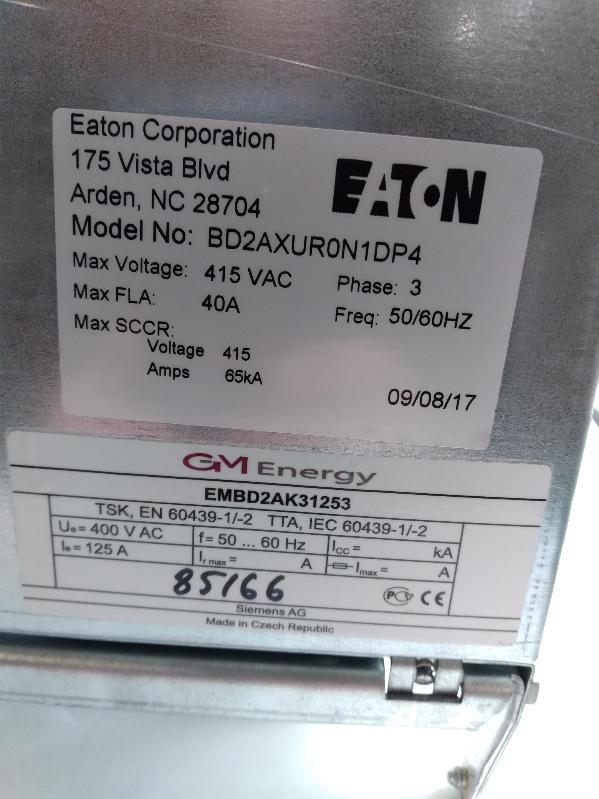 Eaton Corporation
175 Vista Blvd
Arden, NC 28704
EATON
Model No: BD2AXUR0N1DP4
Max Voltage: 415 VAC Phase: 3
Max FLA: 40A Freq: 50/60HZ
Max SCCR:
Voltage 415
Amps 65kA
09/08/17
GM Energy
EMBD2AK31253
TSK, EN 60439-1/-2 TTA, IEC 60439-1/-2
Ue= 400 V AC f= 50 ... 60 Hz Icc= kA
Ie= 125 A Ir max= A Imax= A
85166
PC CE
Siemens AG
Made in Czech Republic